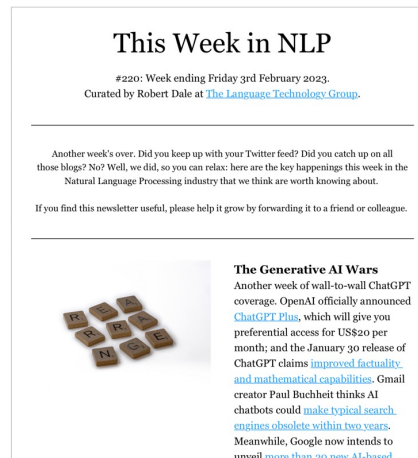 This Week in NLP
#220: Week ending Friday 3rd February 2023.
Curated by Robert Dale at The Language Technology Group.
Another week's over. Did you keep up with your Twitter feed? Did you catch up on all
those blogs? No? Well, we did, so you can relax: here are the key happenings this week in the
Natural Language Processing industry that we think are worth knowing about.
If you find this newsletter useful, please help it grow by forwarding it to a friend or colleague.
R E A
R R A
N G E
The Generative AI Wars
Another week of wall-to-wall ChatGPT
coverage. OpenAI officially announced
ChatGPT Plus, which will give you
preferential access for US$20 per
month; and the January 30 release of
ChatGPT claims improved factuality
and mathematical capabilities. Gmail
creator Paul Buchheit thinks AI
chatbots could make typical search
engines obsolete within two years.
Meanwhile, Google now intends to
unveil more than 20 new AI-based